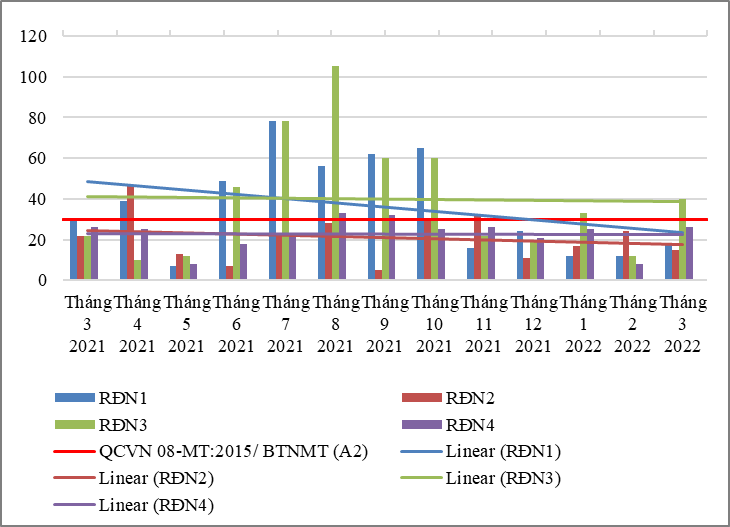 120
100
80
60
40
20
0
Tháng Tháng Tháng Tháng Tháng Tháng Tháng Tháng Tháng Tháng Tháng Tháng Tháng
3 4 5 6 7 8 9 10 11 12 1 2 3
2021 2021 2021 2021 2021 2021 2021 2021 2021 2021 2022 2022 2022
RĐN1 RĐN2
RĐN3 RĐN4
QCVN 08-MT:2015/ BTNMT (A2) Linear (RĐN1)
Linear (RĐN2) Linear (RĐN3)
Linear (RĐN4)